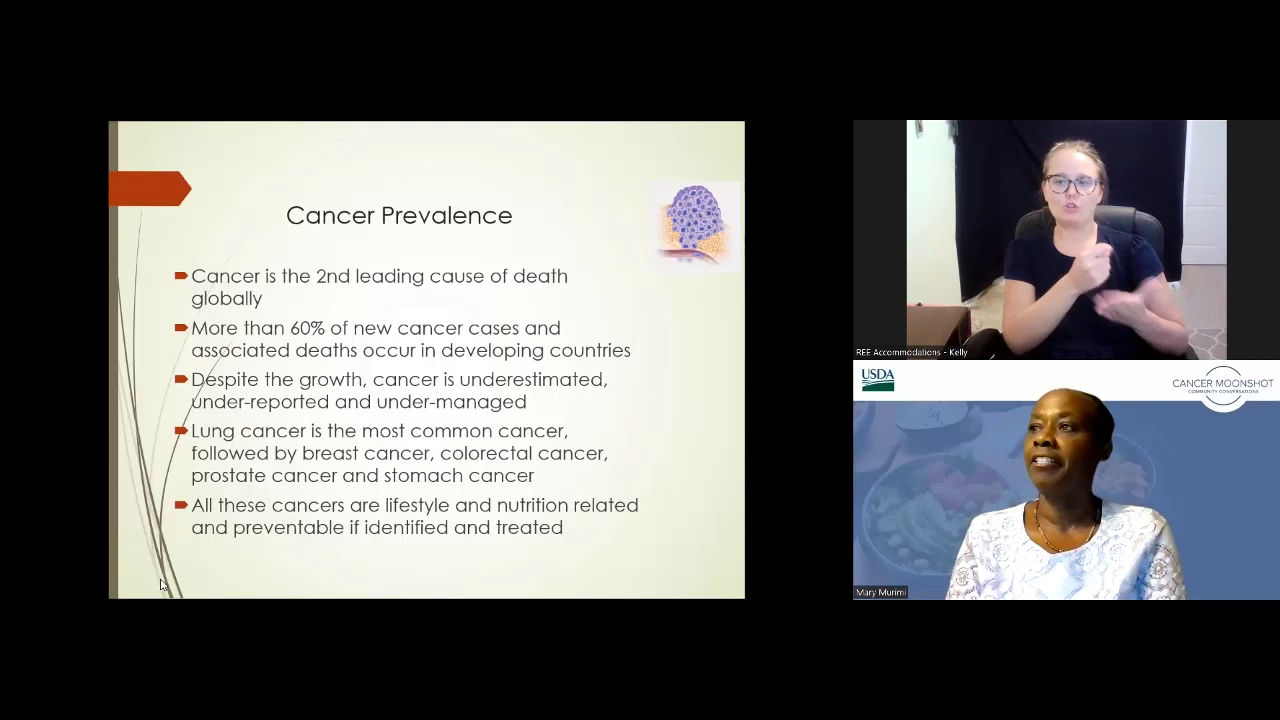 Cancer Prevalence
Cancer is the 2nd leading cause of death
globally
More than 60% of new cancer cases and
associated deaths occur in developing countries
Despite the growth, cancer is underestimated,
under-reported and under-managed
Lung cancer is the most common cancer,
followed by breast cancer, colorectal cancer,
prostate cancer and stomach cancer
All these cancers are lifestyle and nutrition related
and preventable if identified and treated
REE Accommodations - Kelly
USDA
CANCER MOONSHOT
COMMUNITY CONVERSATIONS
Mary Murimi